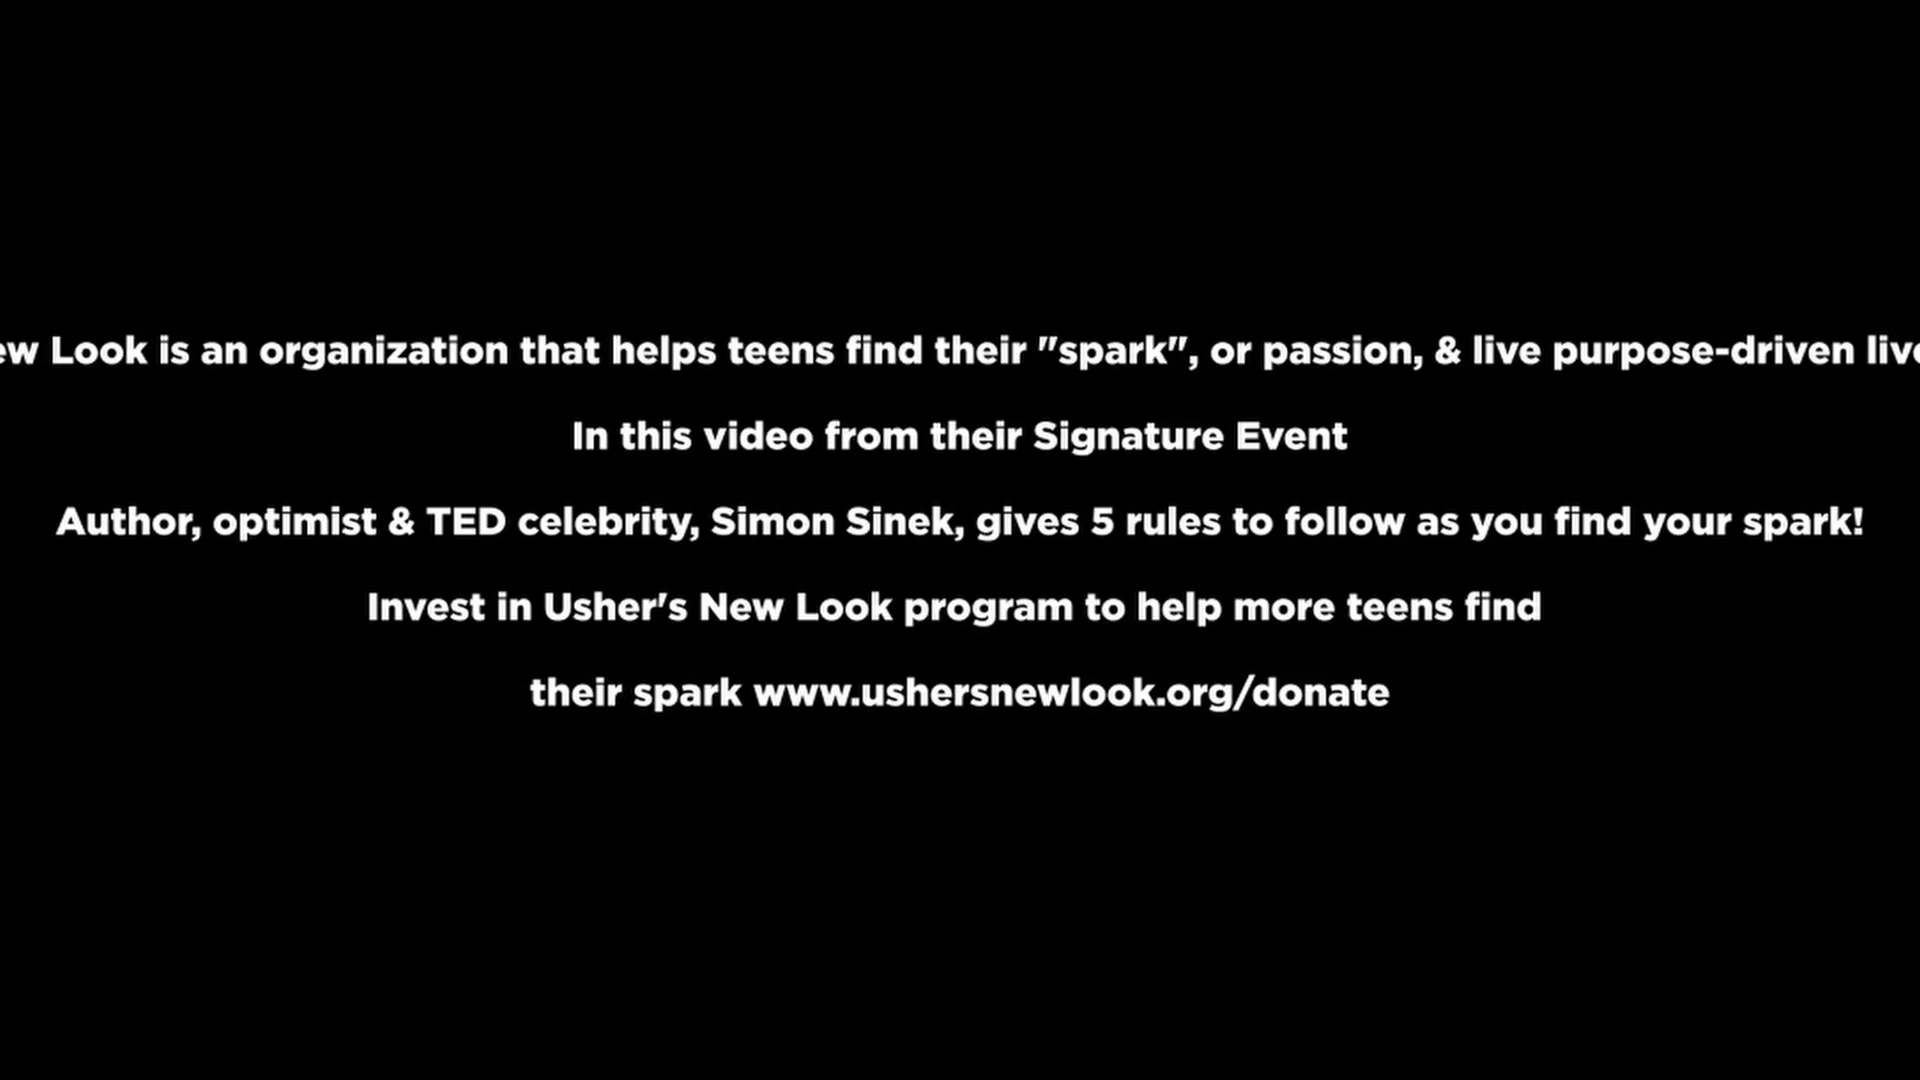 ew Look is an organization that helps teens find their "spark", or passion, & live purpose-driven live
In this video from their Signature Event
Author, optimist & TED celebrity, Simon Sinek, gives 5 rules to follow as you find your spark!
Invest in Usher's New Look program to help more teens find
their spark www.ushersnewlook.org/donate